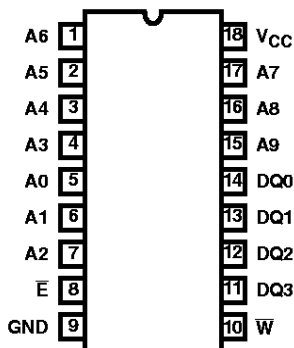 A6 1 18 V_CC
A5 2 17 A7
A4 3 16 A8
A3 4 15 A9
A0 5 14 DQ0
A1 6 13 DQ1
A2 7 12 DQ2
E̅ 8 11 DQ3
GND 9 10 W̅